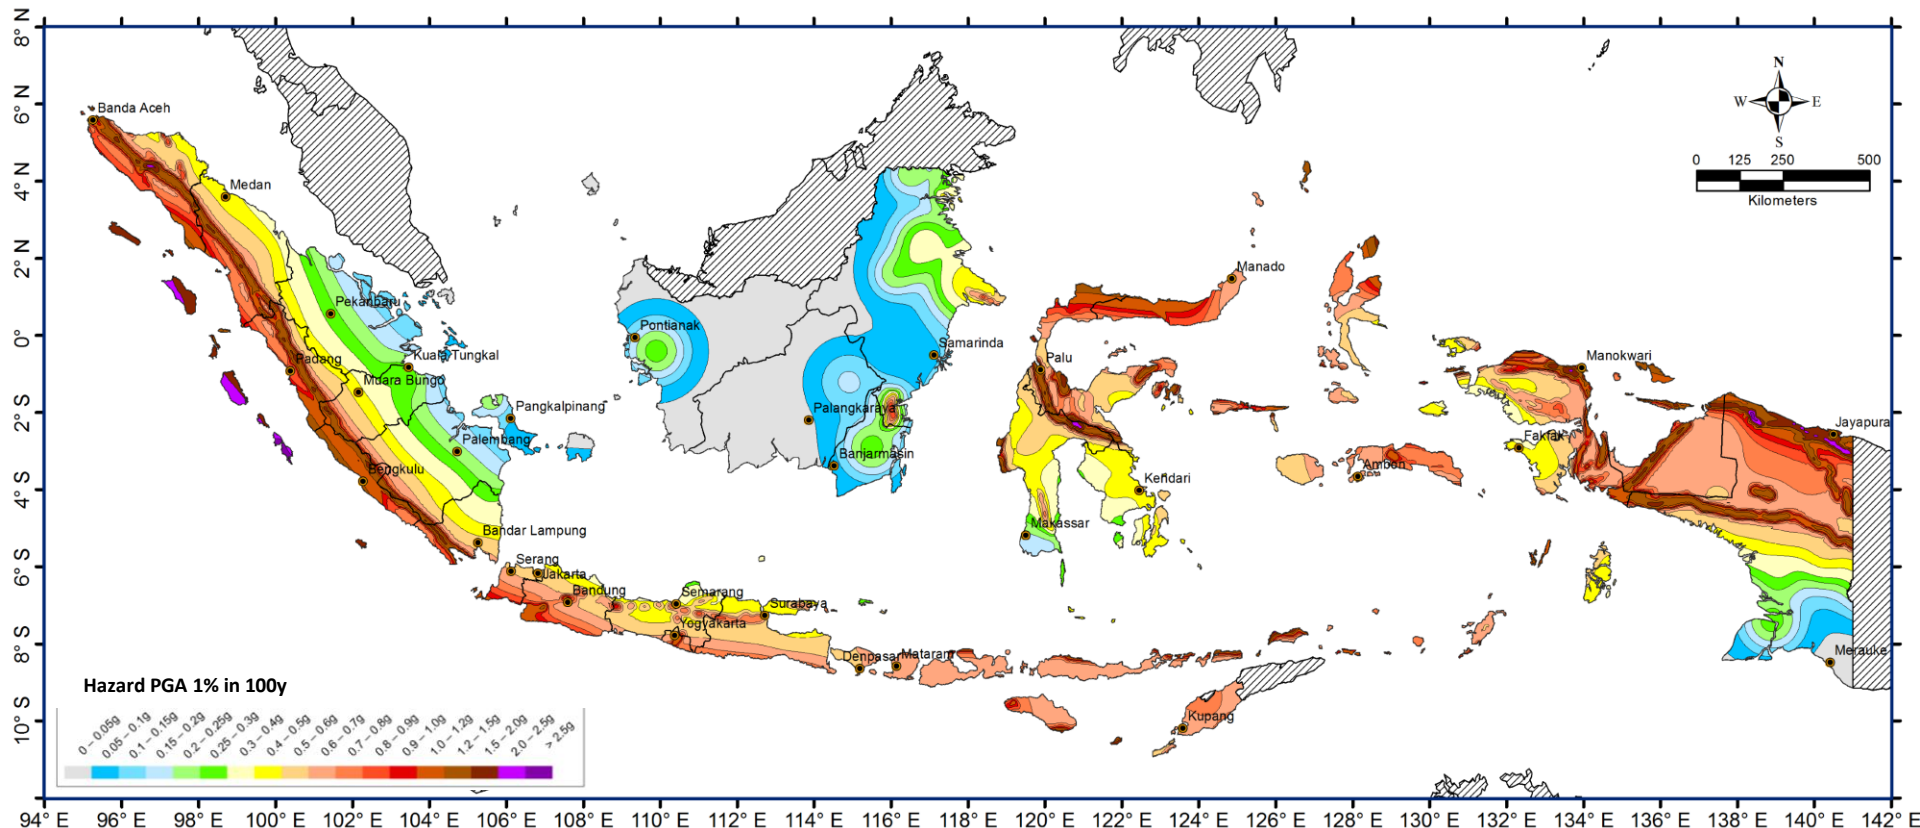 8° N
6° N
4° N
2° N
0°
2° S
4° S
6° S
8° S
10° S
Banda Aceh
Medan
Pekanbaru
Padang
Kuala Tungkal
Muara Bungo
Pangkalpinang
Palembang
Bengkulu
Bandar Lampung
Serang
Jakarta
Bandung
Semarang
Surabaya
Yogyakarta
Denpasar
Mataram
Kupang
Pontianak
Samarinda
Palangkaraya
Banjarmasin
Manado
Palu
Kendari
Makassar
Ambon
Fakfak
Manokwari
Jayapura
Merauke
N
W E
S
0 125 250 500
Kilometers
Hazard PGA 1% in 100y
0 – 0.05g
0.05 – 0.1g
0.1 – 0.15g
0.15 – 0.2g
0.2 – 0.25g
0.25 – 0.3g
0.3 – 0.4g
0.4 – 0.5g
0.5 – 0.6g
0.6 – 0.7g
0.7 – 0.8g
0.8 – 0.9g
0.9 – 1.0g
1.0 – 1.2g
1.2 – 1.5g
1.5 – 2.0g
2.0 – 2.5g
> 2.5g
94° E 96° E 98° E 100° E 102° E 104° E 106° E 108° E 110° E 112° E 114° E 116° E 118° E 120° E 122° E 124° E 126° E 128° E 130° E 132° E 134° E 136° E 138° E 140° E 142° E